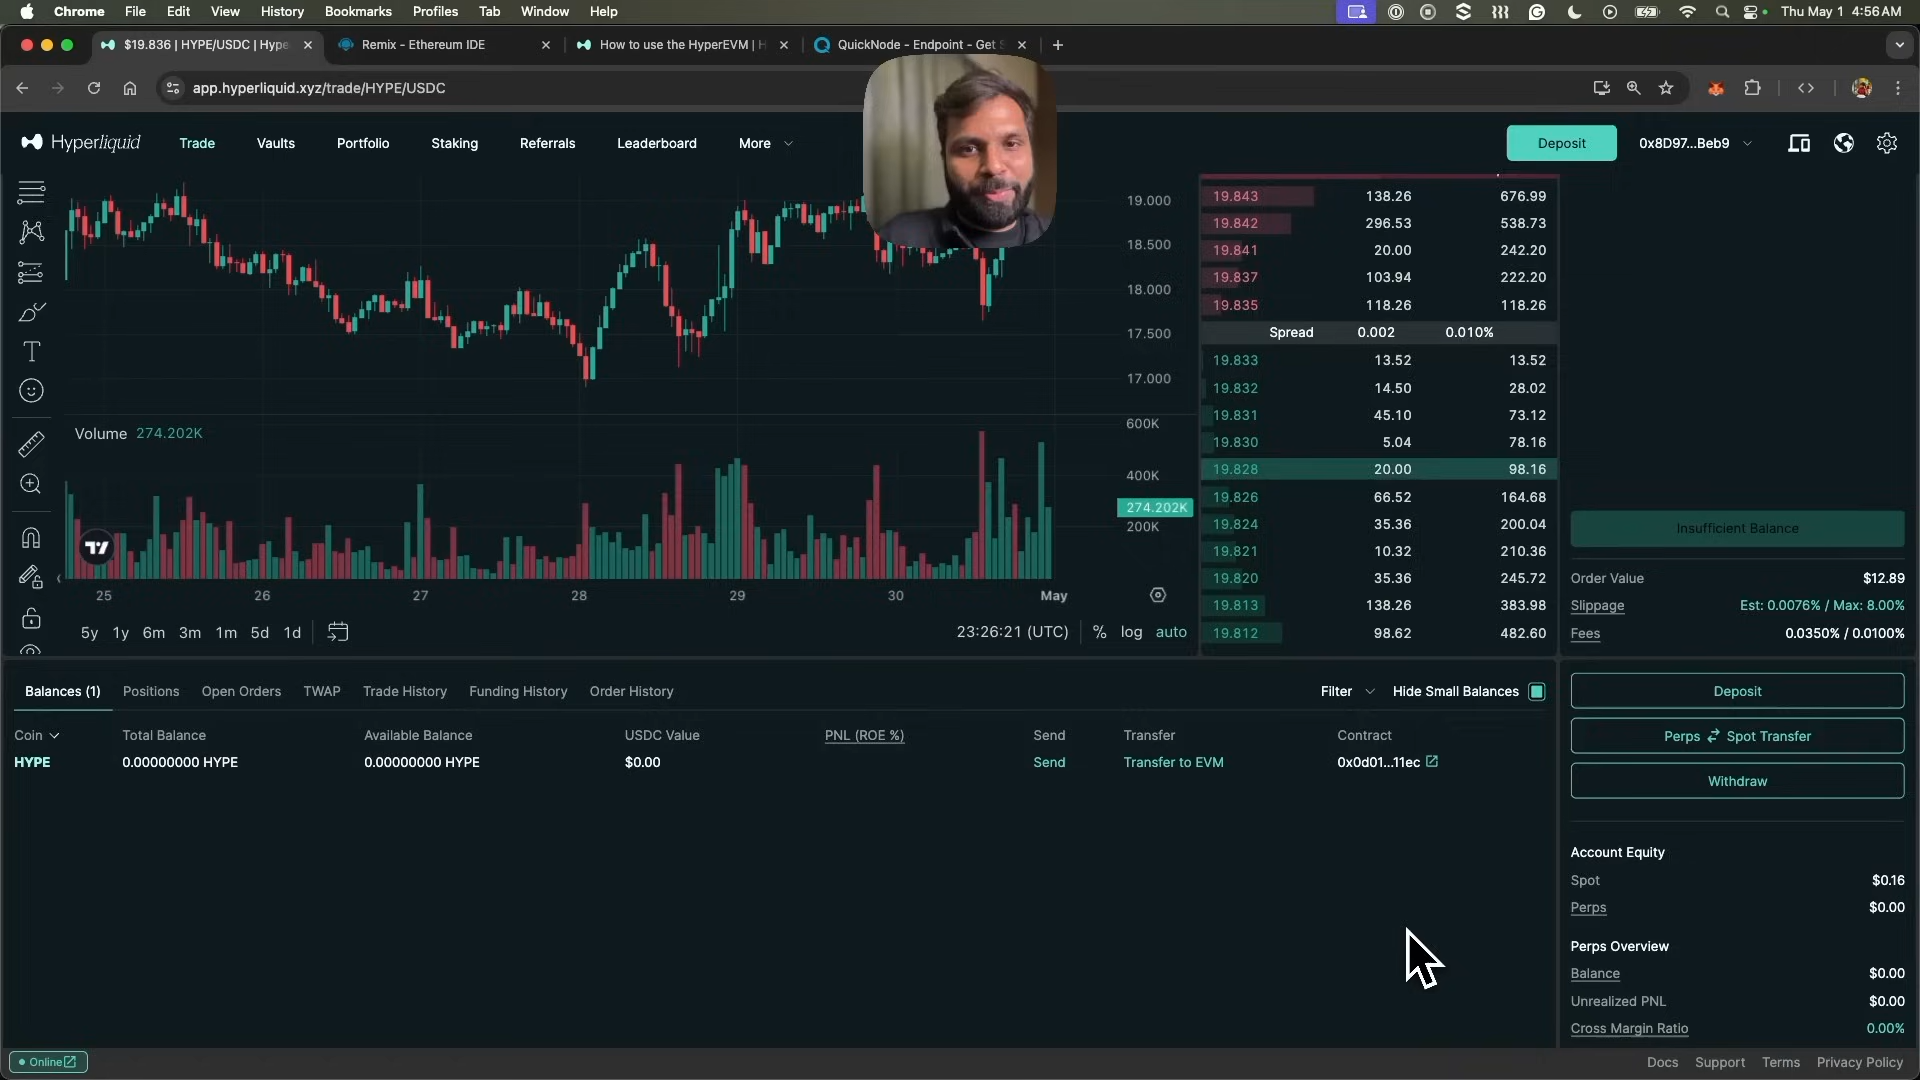 Chrome File Edit View History Bookmarks Profiles Tab Window Help Thu May 1 4:56 AM
$19.836 | HYPE/USDC | Hype
Remix - Ethereum IDE
How to use the HyperEVM | H
QuickNode - Endpoint - Get S
app.hyperliquid.xyz/trade/HYPE/USDC
Hyperliquid Trade Vaults Portfolio Staking Referrals Leaderboard More Deposit 0x8D97...Beb9
19.000
18.500
18.000
17.500
17.000
Volume 274.202K
600K
400K
274.202K
200K
25 26 27 28 29 30 May
5y 1y 6m 3m 1m 5d 1d 23:26:21 (UTC) % log auto
19.843 138.26 676.99
19.842 296.53 538.73
19.841 20.00 242.20
19.837 103.94 222.20
19.835 118.26 118.26
Spread 0.002 0.010%
19.833 13.52 13.52
19.832 14.50 28.02
19.831 45.10 73.12
19.830 5.04 78.16
19.828 20.00 98.16
19.826 66.52 164.68
19.824 35.36 200.04
19.821 10.32 210.36
19.820 35.36 245.72
19.813 138.26 383.98
19.812 98.62 482.60
Insufficient Balance
Order Value $12.89
Slippage Est: 0.0076% / Max: 8.00%
Fees 0.0350% / 0.0100%
Balances (1) Positions Open Orders TWAP Trade History Funding History Order History Filter Hide Small Balances
Coin Total Balance Available Balance USDC Value PNL (ROE %) Send Transfer Contract
HYPE 0.00000000 HYPE 0.00000000 HYPE $0.00 Send Transfer to EVM 0x0d01...11ec
Deposit
Perps Spot Transfer
Withdraw
Account Equity
Spot $0.16
Perps $0.00
Perps Overview
Balance $0.00
Unrealized PNL $0.00
Cross Margin Ratio 0.00%
Online
Docs Support Terms Privacy Policy